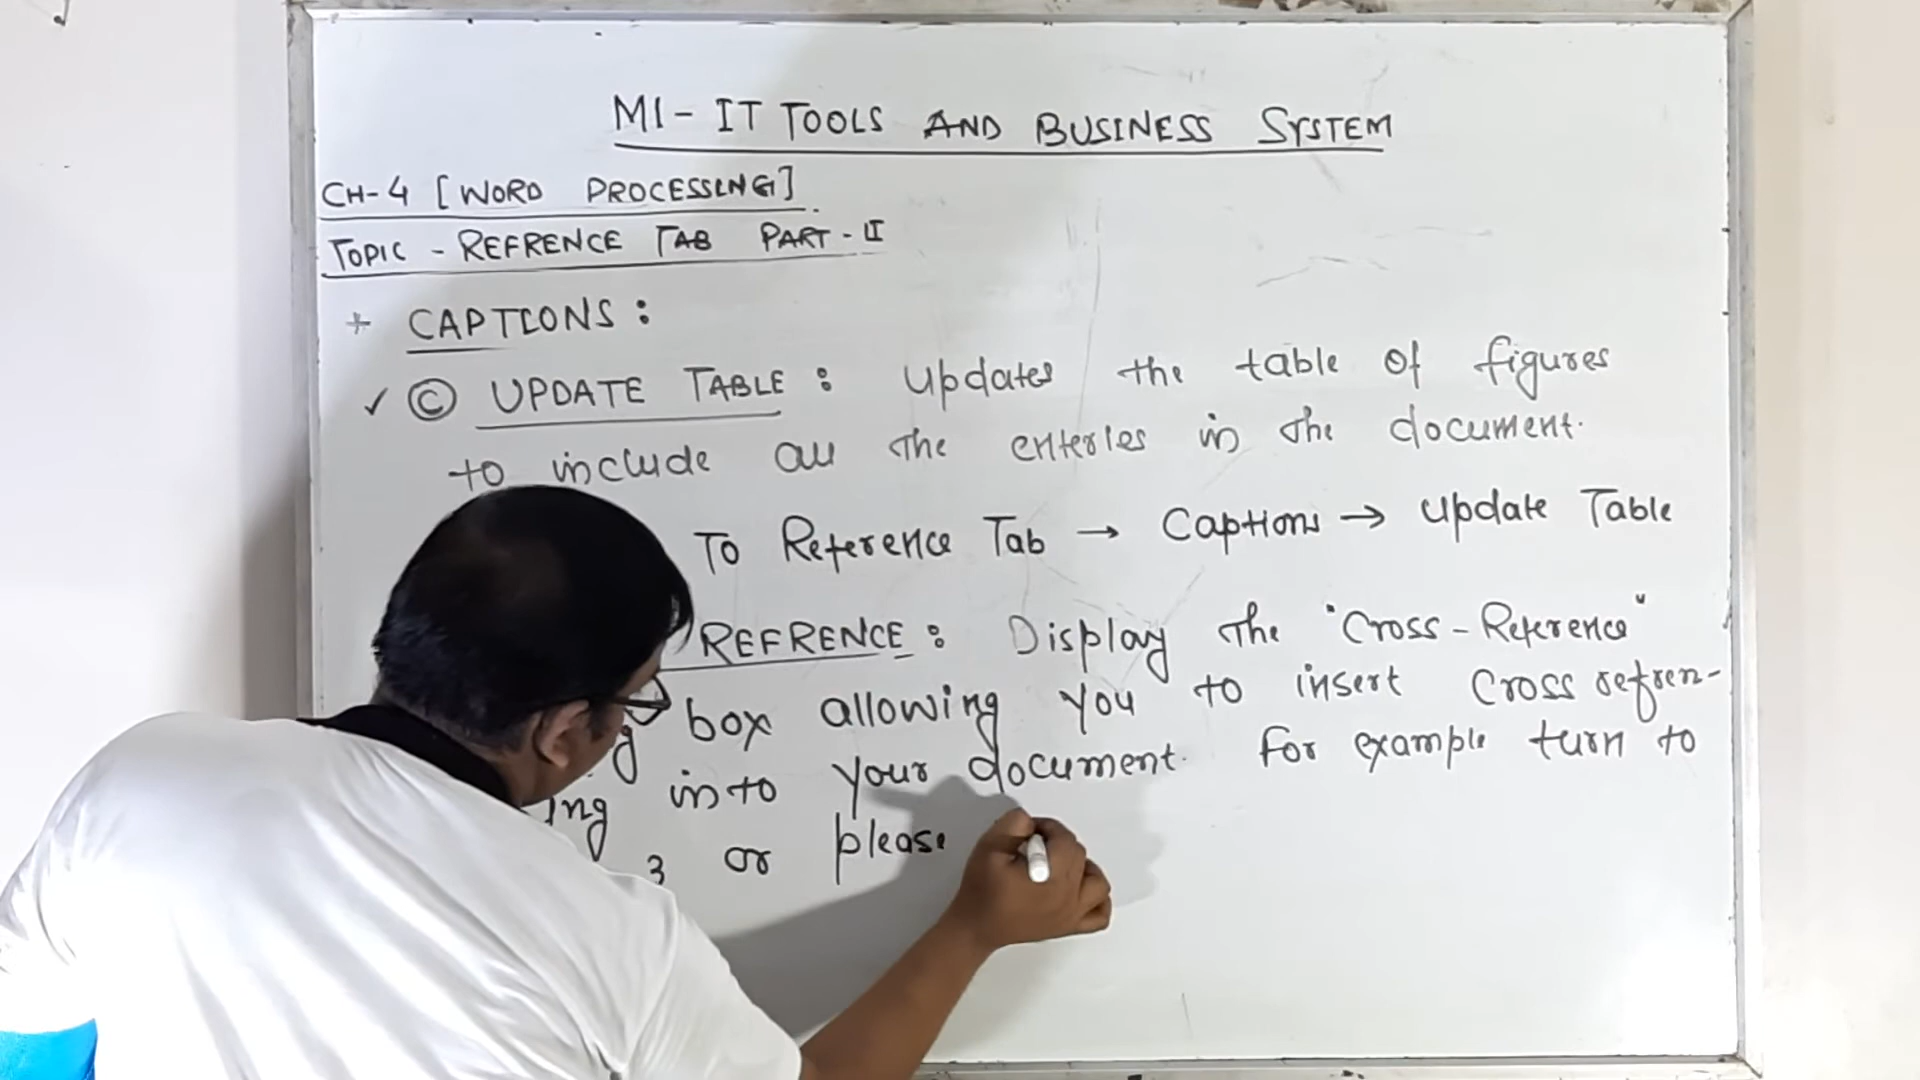 M1 - IT TOOLS AND BUSINESS SYSTEM
CH-4 [WORD PROCESSING]
TOPIC - REFRENCE TAB PART - II
+ CAPTIONS :
✓ © UPDATE TABLE : Updates the table of figures
to include all the enteries in the document.
To Reference Tab → Captions → Update Table
REFRENCE : Display the "Cross - Reference"
box allowing you to insert Cross refren-
ing into your document. For example turn to
3 or please